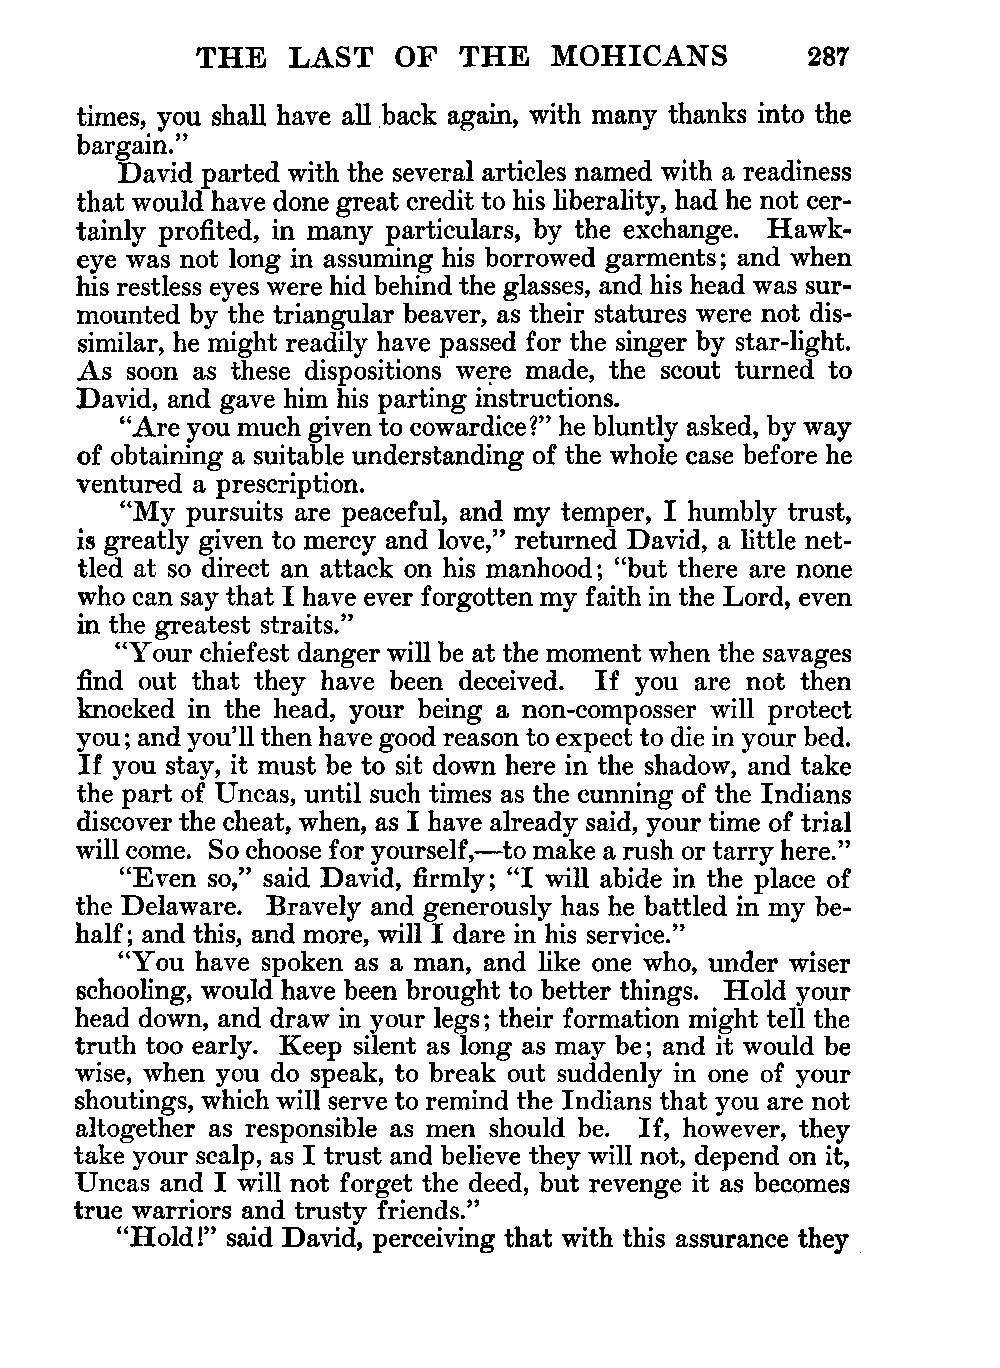 THE LAST OF THE MOHICANS 287
times, you shall have all back again, with many thanks into the
bargain.”
David parted with the several articles named with a readiness
that would have done great credit to his liberality, had he not cer-
tainly profited, in many particulars, by the exchange. Hawk-
eye was not long in assuming his borrowed garments; and when
his restless eyes were hid behind the glasses, and his head was sur-
mounted by the triangular beaver, as their statures were not dis-
similar, he might readily have passed for the singer by star-light.
As soon as these dispositions were made, the scout turned to
David, and gave him his parting instructions.
“Are you much given to cowardice?” he bluntly asked, by way
of obtaining a suitable understanding of the whole case before he
ventured a prescription.
“My pursuits are peaceful, and my temper, I humbly trust,
is greatly given to mercy and love,” returned David, a little net-
tled at so direct an attack on his manhood; “but there are none
who can say that I have ever forgotten my faith in the Lord, even
in the greatest straits.”
“Your chiefest danger will be at the moment when the savages
find out that they have been deceived. If you are not then
knocked in the head, your being a non-composser will protect
you; and you’ll then have good reason to expect to die in your bed.
If you stay, it must be to sit down here in the shadow, and take
the part of Uncas, until such times as the cunning of the Indians
discover the cheat, when, as I have already said, your time of trial
will come. So choose for yourself,—to make a rush or tarry here.”
“Even so,” said David, firmly; “I will abide in the place of
the Delaware. Bravely and generously has he battled in my be-
half; and this, and more, will I dare in his service.”
“You have spoken as a man, and like one who, under wiser
schooling, would have been brought to better things. Hold your
head down, and draw in your legs; their formation might tell the
truth too early. Keep silent as long as may be; and it would be
wise, when you do speak, to break out suddenly in one of your
shoutings, which will serve to remind the Indians that you are not
altogether as responsible as men should be. If, however, they
take your scalp, as I trust and believe they will not, depend on it,
Uncas and I will not forget the deed, but revenge it as becomes
true warriors and trusty friends.”
“Hold!” said David, perceiving that with this assurance they